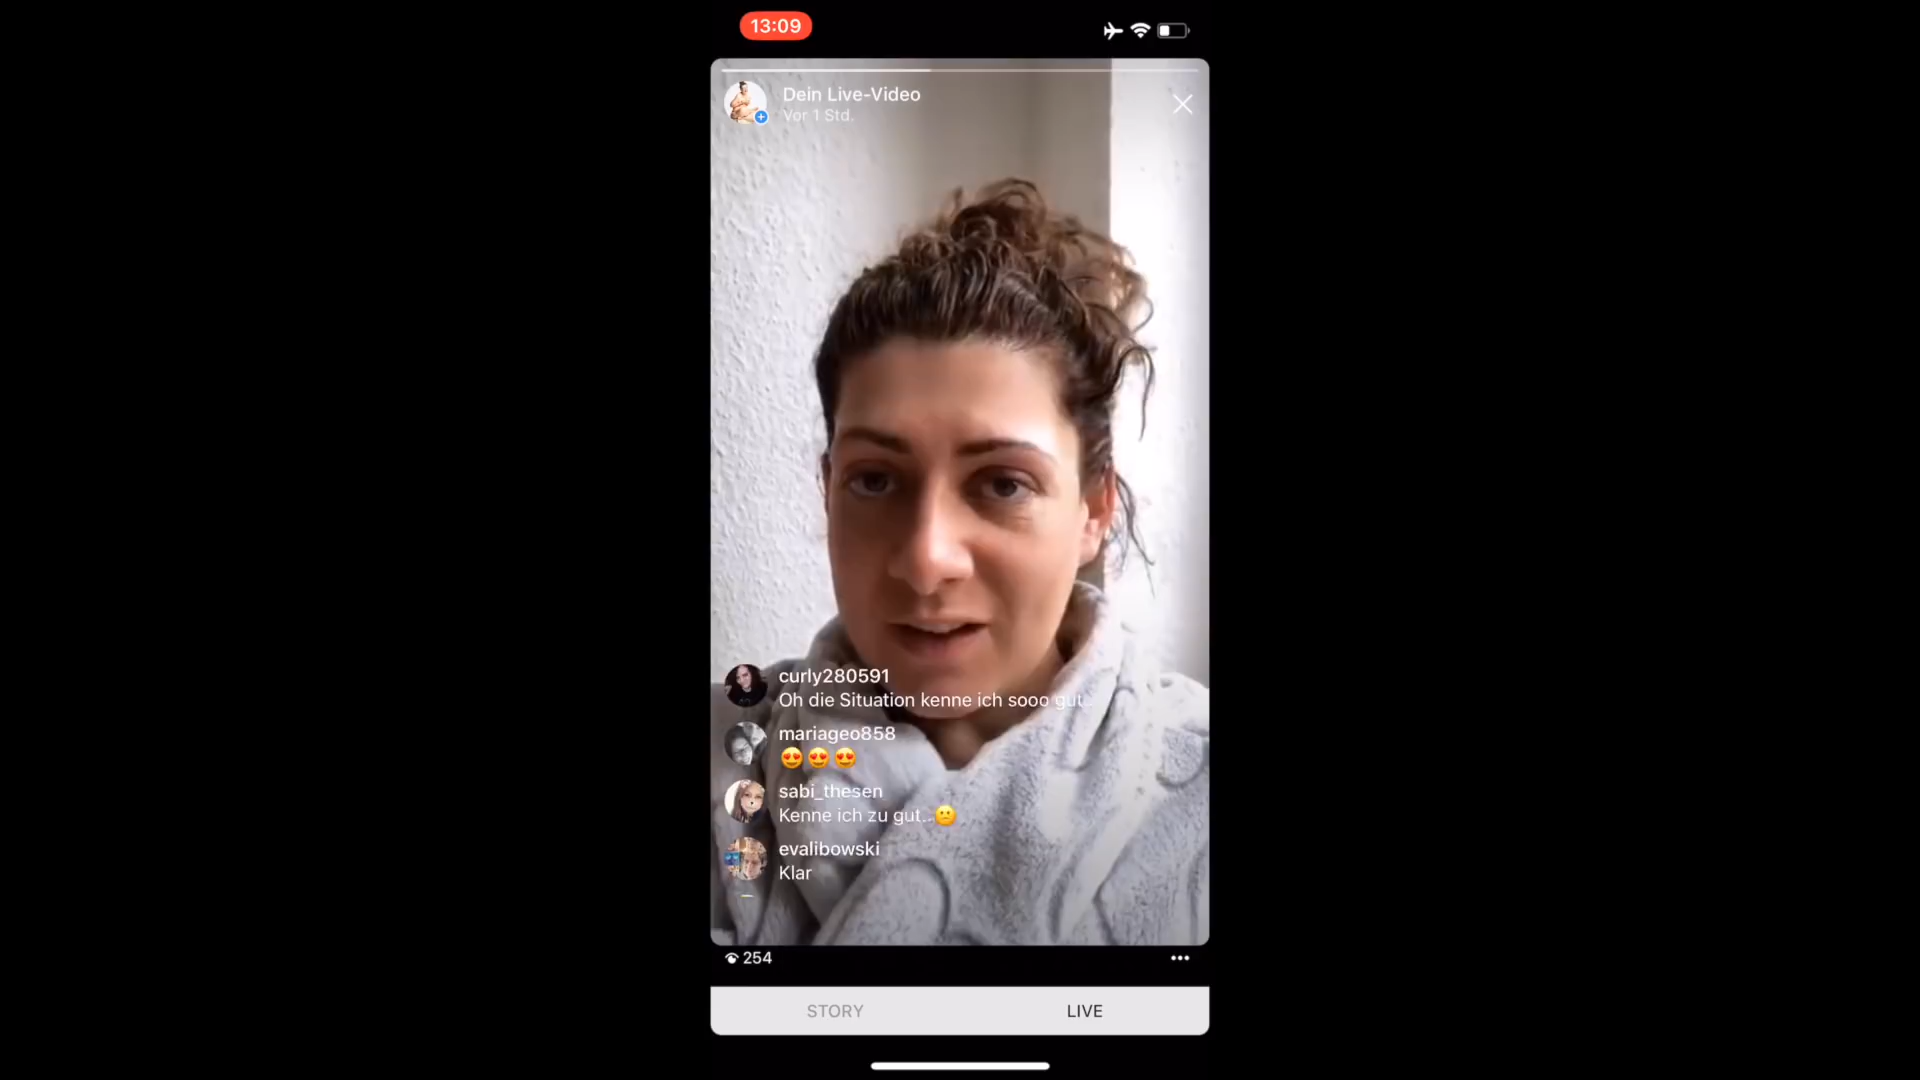 13:09
Dein Live-Video
Vor 1 Std.
curly280591
Oh die Situation kenne ich sooo gut..
mariageo858
😍😍😍
sabi_thesen
Kenne ich zu gut..😕
evalibowski
Klar
254
STORY
LIVE